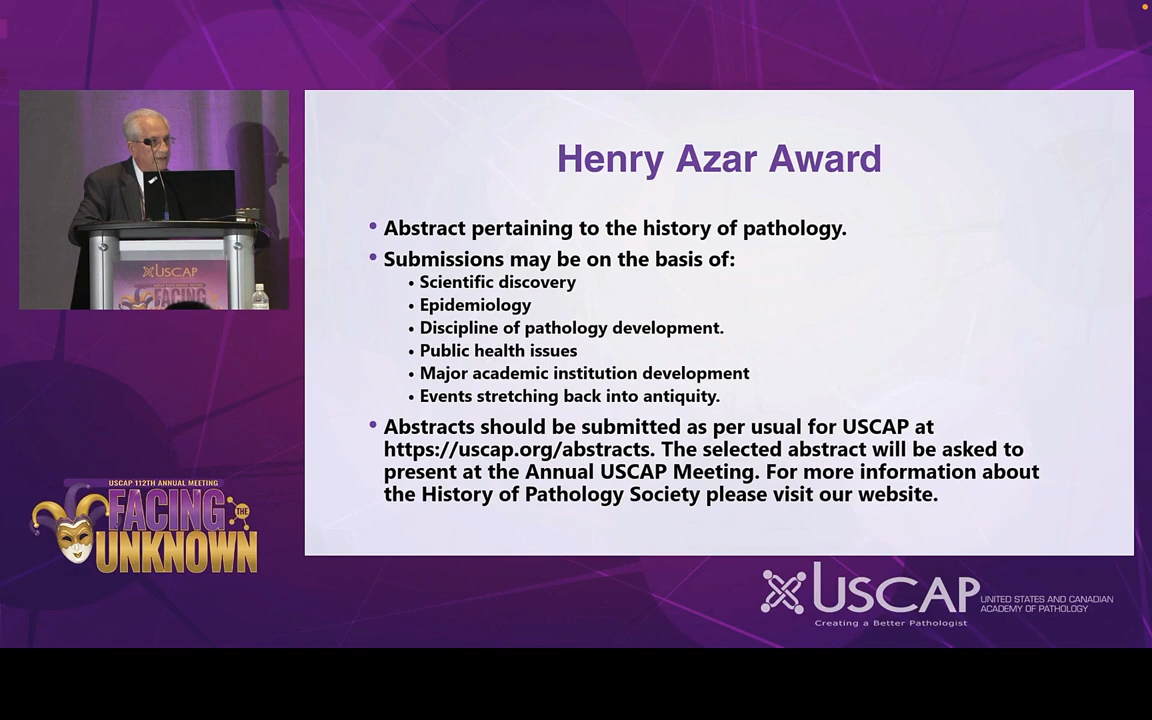 Henry Azar Award
• Abstract pertaining to the history of pathology.
• Submissions may be on the basis of:
• Scientific discovery
• Epidemiology
• Discipline of pathology development.
• Public health issues
• Major academic institution development
• Events stretching back into antiquity.
• Abstracts should be submitted as per usual for USCAP at
https://uscap.org/abstracts. The selected abstract will be asked to
present at the Annual USCAP Meeting. For more information about
the History of Pathology Society please visit our website.
USCAP
FACING
USCAP 112TH ANNUAL MEETING
FACING THE
UNKNOWN
USCAP
UNITED STATES AND CANADIAN
ACADEMY OF PATHOLOGY
Creating a Better Pathologist